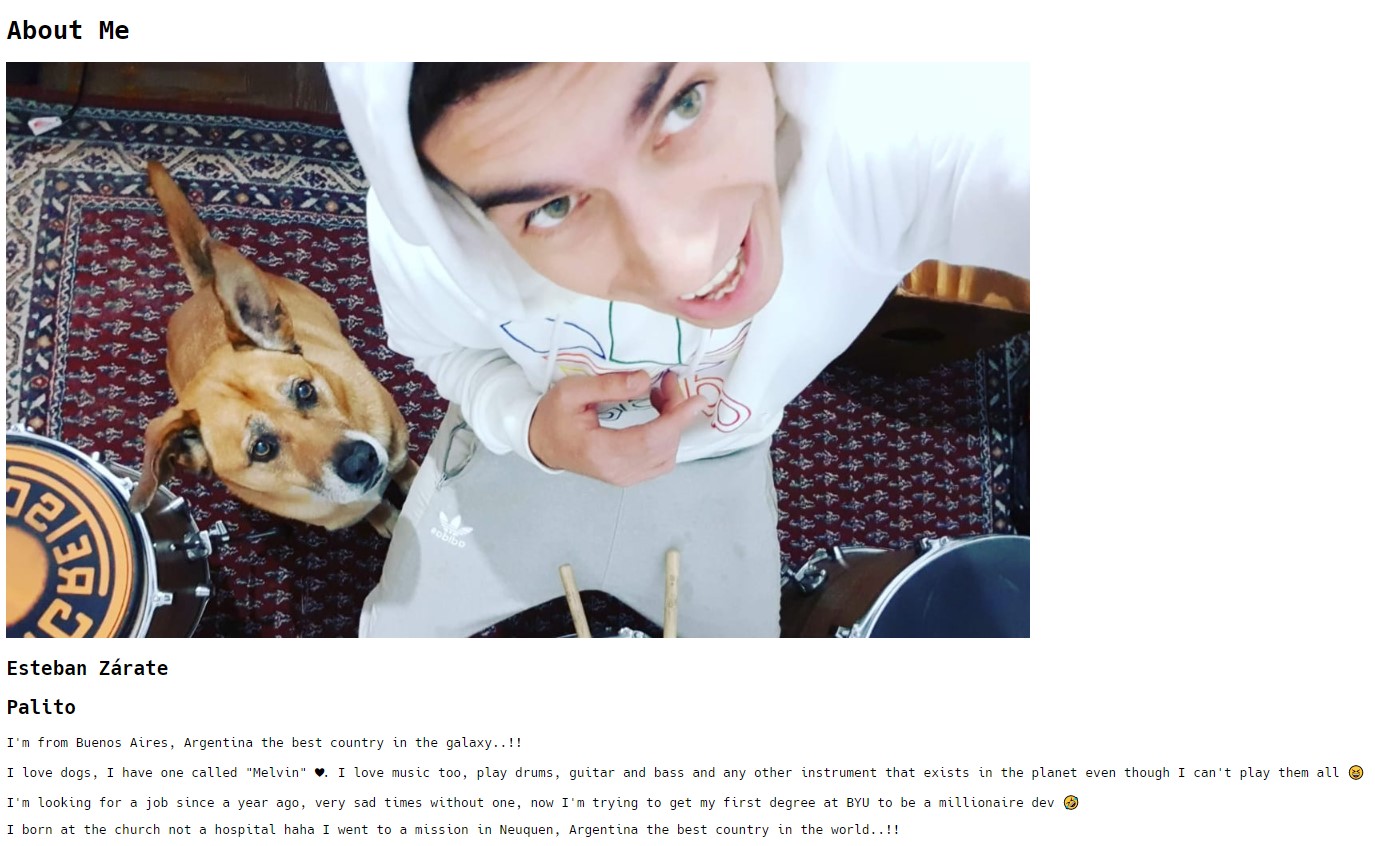 About Me
adidas
Esteban Zárate
Palito
I'm from Buenos Aires, Argentina the best country in the galaxy..!!
I love dogs, I have one called "Melvin" ♥. I love music too, play drums, guitar and bass and any other instrument that exists in the planet even though I can't play them all 😆
I'm looking for a job since a year ago, very sad times without one, now I'm trying to get my first degree at BYU to be a millionaire dev 🤣
I born at the church not a hospital haha I went to a mission in Neuquen, Argentina the best country in the world..!!